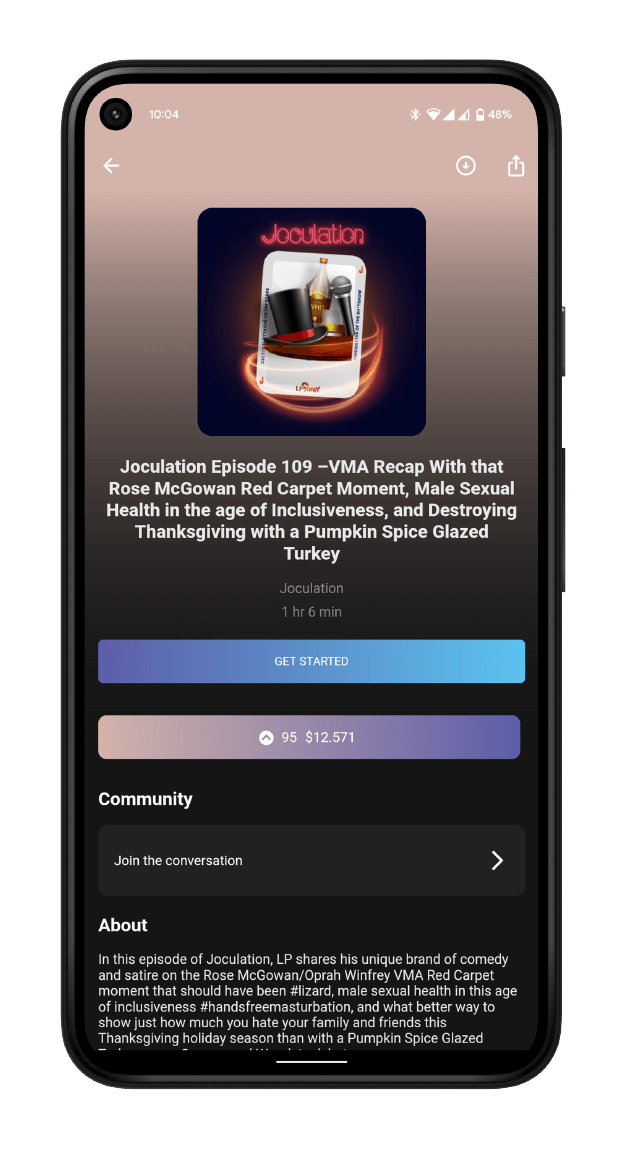 10:04
48%
Joculation
J
LP
J
Joculation Episode 109 –VMA Recap With that
Rose McGowan Red Carpet Moment, Male Sexual
Health in the age of Inclusiveness, and Destroying
Thanksgiving with a Pumpkin Spice Glazed
Turkey
Joculation
1 hr 6 min
GET STARTED
95 $12.571
Community
Join the conversation
About
In this episode of Joculation, LP shares his unique brand of comedy
and satire on the Rose McGowan/Oprah Winfrey VMA Red Carpet
moment that should have been #lizard, male sexual health in this age
of inclusiveness #handsfreemasturbation, and what better way to
show just how much you hate your family and friends this
Thanksgiving holiday season than with a Pumpkin Spice Glazed